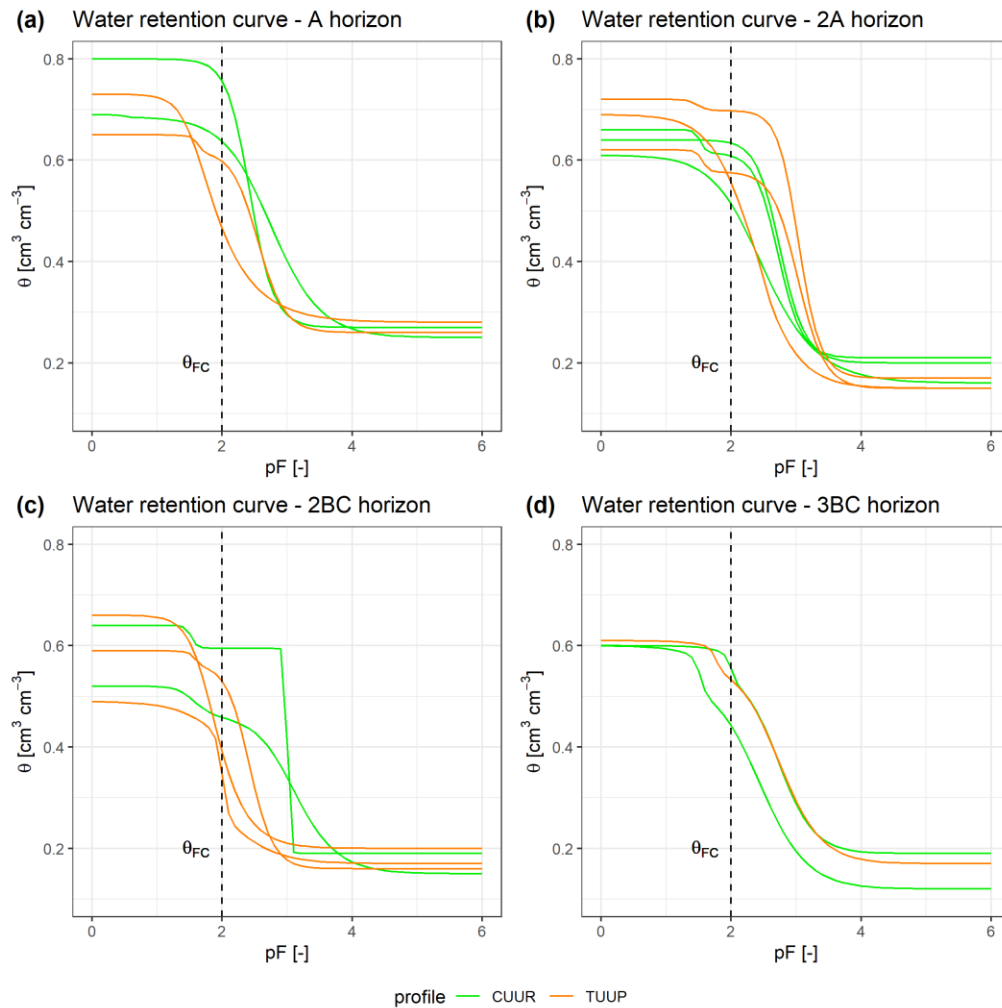 (a) Water retention curve - A horizon
θ [cm³ cm⁻³]
0.8
0.6
0.4
0.2
θFC
0 2 4 6
pF [-]
(b) Water retention curve - 2A horizon
θ [cm³ cm⁻³]
0.8
0.6
0.4
0.2
θFC
0 2 4 6
pF [-]
(c) Water retention curve - 2BC horizon
θ [cm³ cm⁻³]
0.8
0.6
0.4
0.2
θFC
0 2 4 6
pF [-]
(d) Water retention curve - 3BC horizon
θ [cm³ cm⁻³]
0.8
0.6
0.4
0.2
θFC
0 2 4 6
pF [-]
profile CUUR TUUP